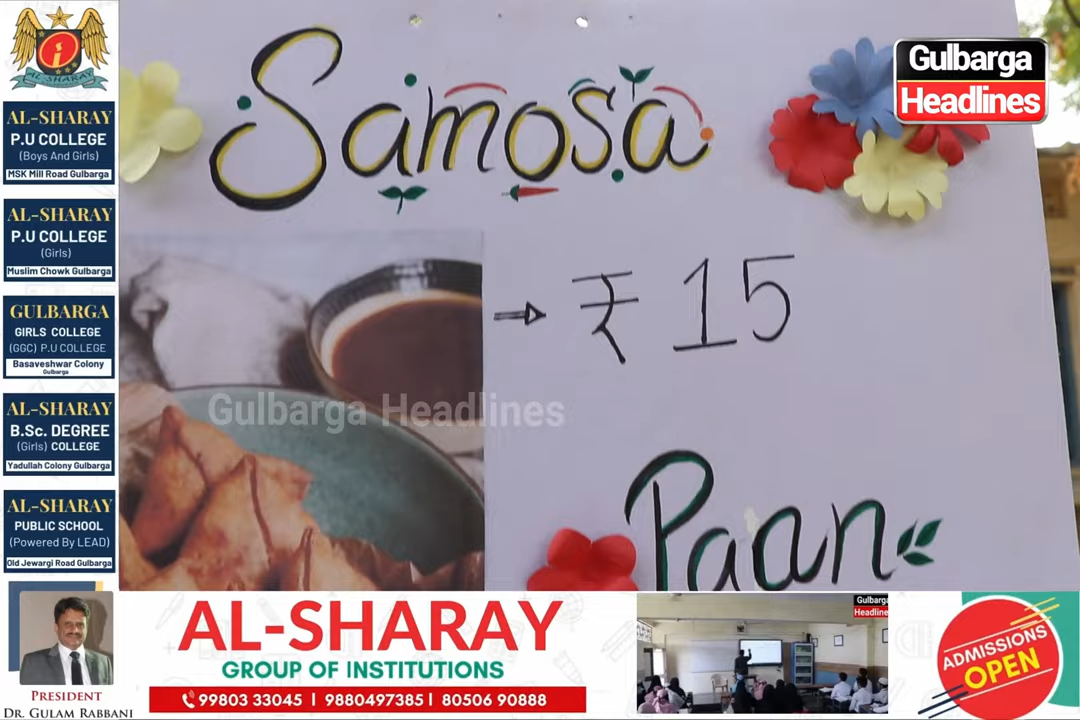 AL-SHARAY
AL-SHARAY
P.U COLLEGE
(Boys And Girls)
MSK Mill Road Gulbarga
AL-SHARAY
P.U COLLEGE
(Girls)
Muslim Chowk Gulbarga
GULBARGA
GIRLS COLLEGE
(GGC) P.U COLLEGE
Basaveshwar Colony
Gulbarga
AL-SHARAY
B.Sc. DEGREE
(Girls) COLLEGE
Yadullah Colony Gulbarga
AL-SHARAY
PUBLIC SCHOOL
(Powered By LEAD)
Old Jewargi Road Gulbarga
Samosa
₹ 15
Paan
Gulbarga
Headlines
Gulbarga Headlines
PRESIDENT
DR. GULAM RABBANI
AL-SHARAY
GROUP OF INSTITUTIONS
99803 33045 | 9880497385 | 80506 90888
Gulbarga
Headline
ADMISSIONS
OPEN